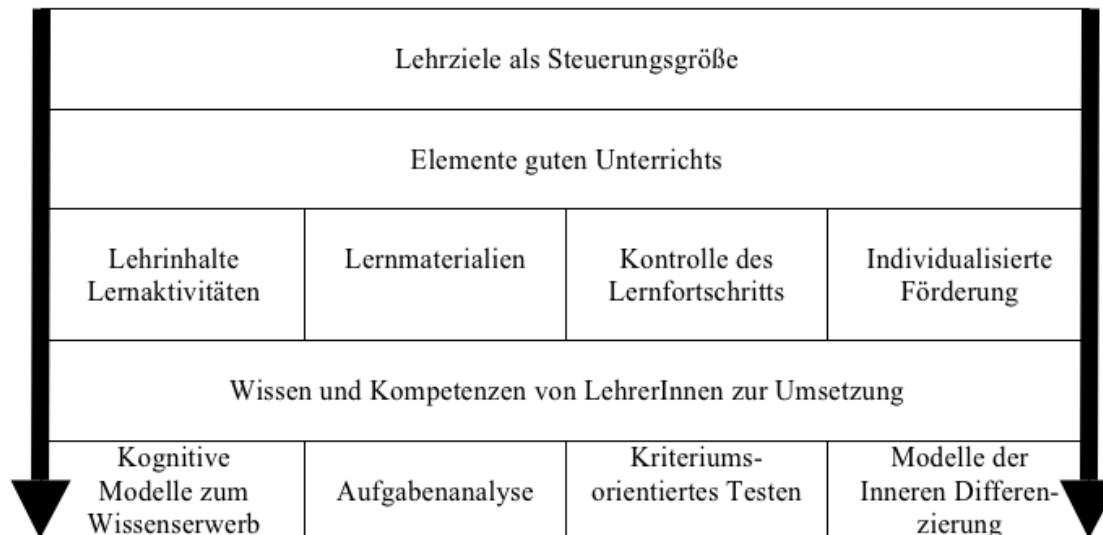 Lehrziele als Steuerungsgröße
Elemente guten Unterrichts
Lehrinhalte
Lernaktivitäten
Lernmaterialien
Kontrolle des
Lernfortschritts
Individualisierte
Förderung
Wissen und Kompetenzen von LehrerInnen zur Umsetzung
Kognitive
Modelle zum
Wissenserwerb
Aufgabenanalyse
Kriteriums-
orientiertes Testen
Modelle der
Inneren Differen-
zierung